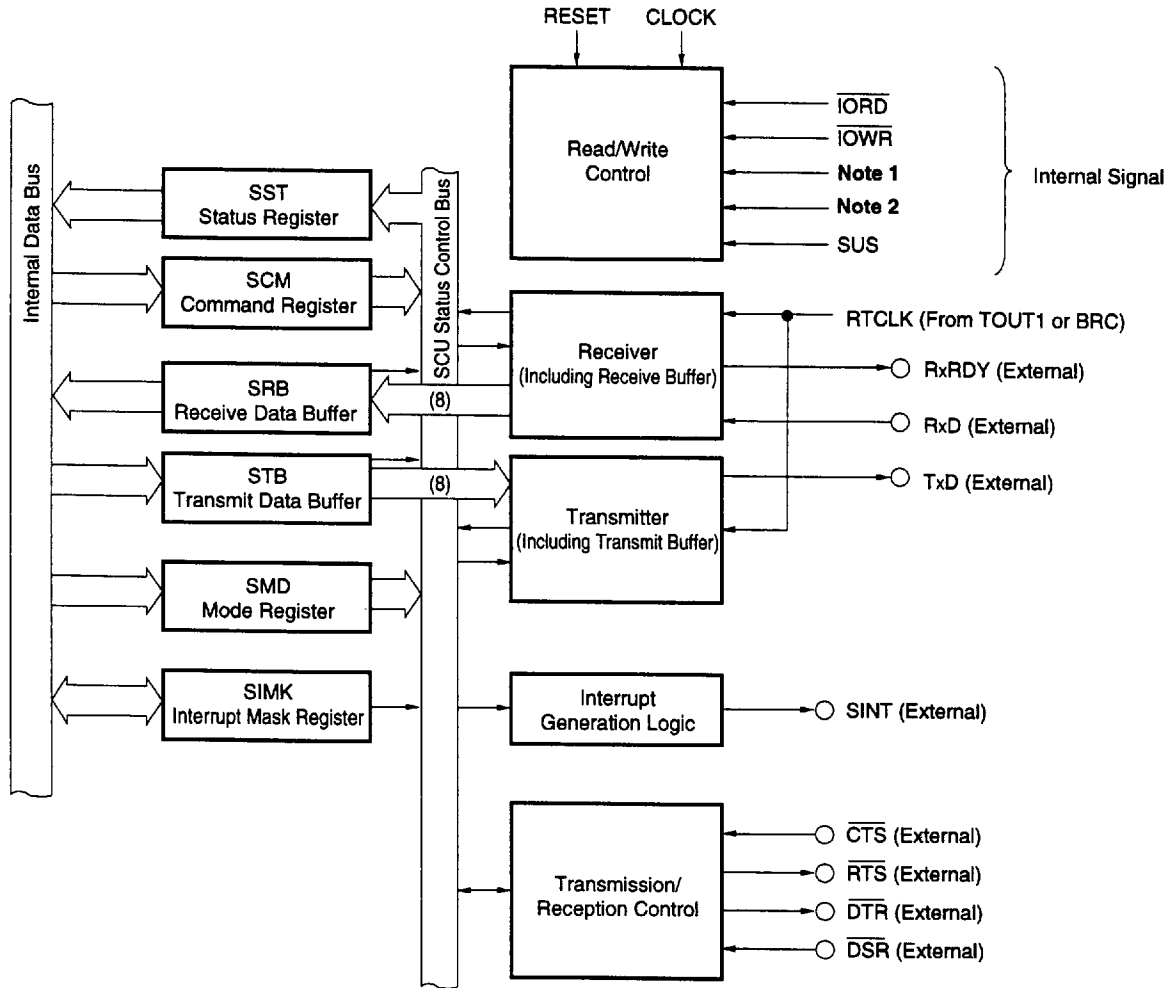 RESET
CLOCK
IORD
IOWR
Note 1
Note 2
SUS
Read/Write
Control
Internal Signal
Internal Data Bus
SCU Status Control Bus
SST
Status Register
SCM
Command Register
SRB
Receive Data Buffer
(8)
STB
Transmit Data Buffer
(8)
SMD
Mode Register
SIMK
Interrupt Mask Register
Receiver
(Including Receive Buffer)
RTCLK (From TOUT1 or BRC)
RxRDY (External)
RxD (External)
TxD (External)
Transmitter
(Including Transmit Buffer)
Interrupt
Generation Logic
SINT (External)
Transmission/
Reception Control
CTS (External)
RTS (External)
DTR (External)
DSR (External)